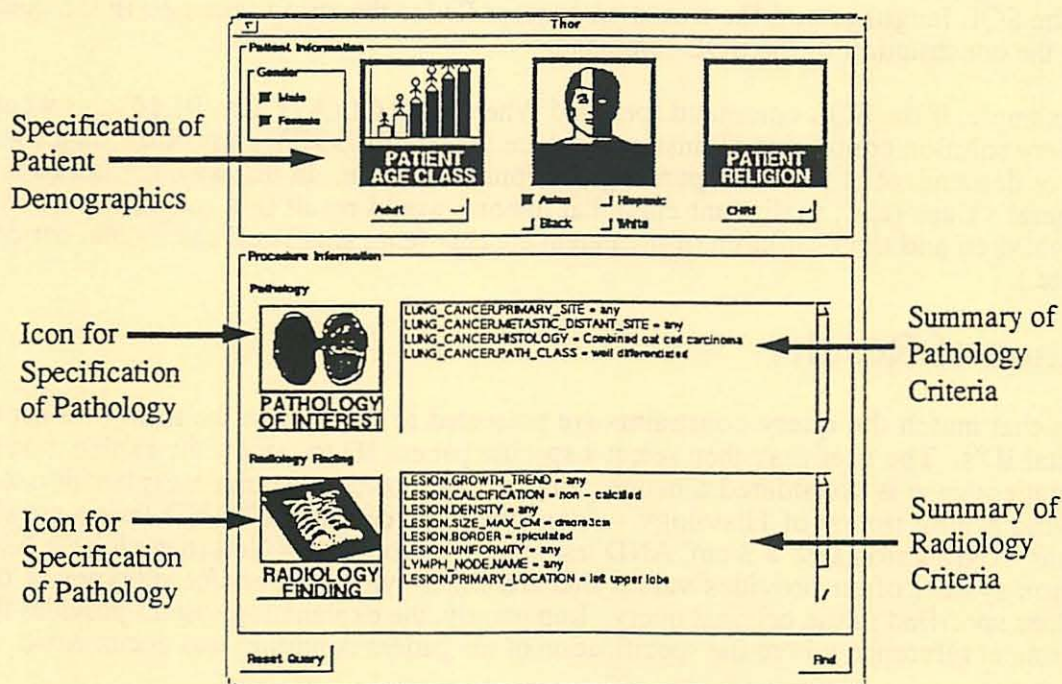 Thor
Patient Information
Gender
Male
Female
PATIENT
AGE CLASS
Adult
Asian
Hispanic
Black
White
PATIENT
RELIGION
CHRI
Specification of
Patient
Demographics
Procedure Information
Pathology
PATHOLOGY
OF INTEREST
LUNG_CANCER.PRIMARY_SITE = any
LUNG_CANCER.METASTIC_DISTANT_SITE = any
LUNG_CANCER.HISTOLOGY = Combined oat cell carcinoma
LUNG_CANCER.PATH_CLASS = well differentiated
Icon for
Specification
of Pathology
Summary of
Pathology
Criteria
Radiology Finding
RADIOLOGY
FINDING
LESION.GROWTH_TREND = any
LESION.CALCIFICATION = non - calcified
LESION.DENSITY = any
LESION.SIZE_MAX_CM = dmore3cm
LESION.BORDER = spiculated
LESION.UNIFORMITY = any
LYMPH_NODE.NAME = any
LESION.PRIMARY_LOCATION = left upper lobe
Icon for
Specification
of Pathology
Summary of
Radiology
Criteria
Reset Query
Find